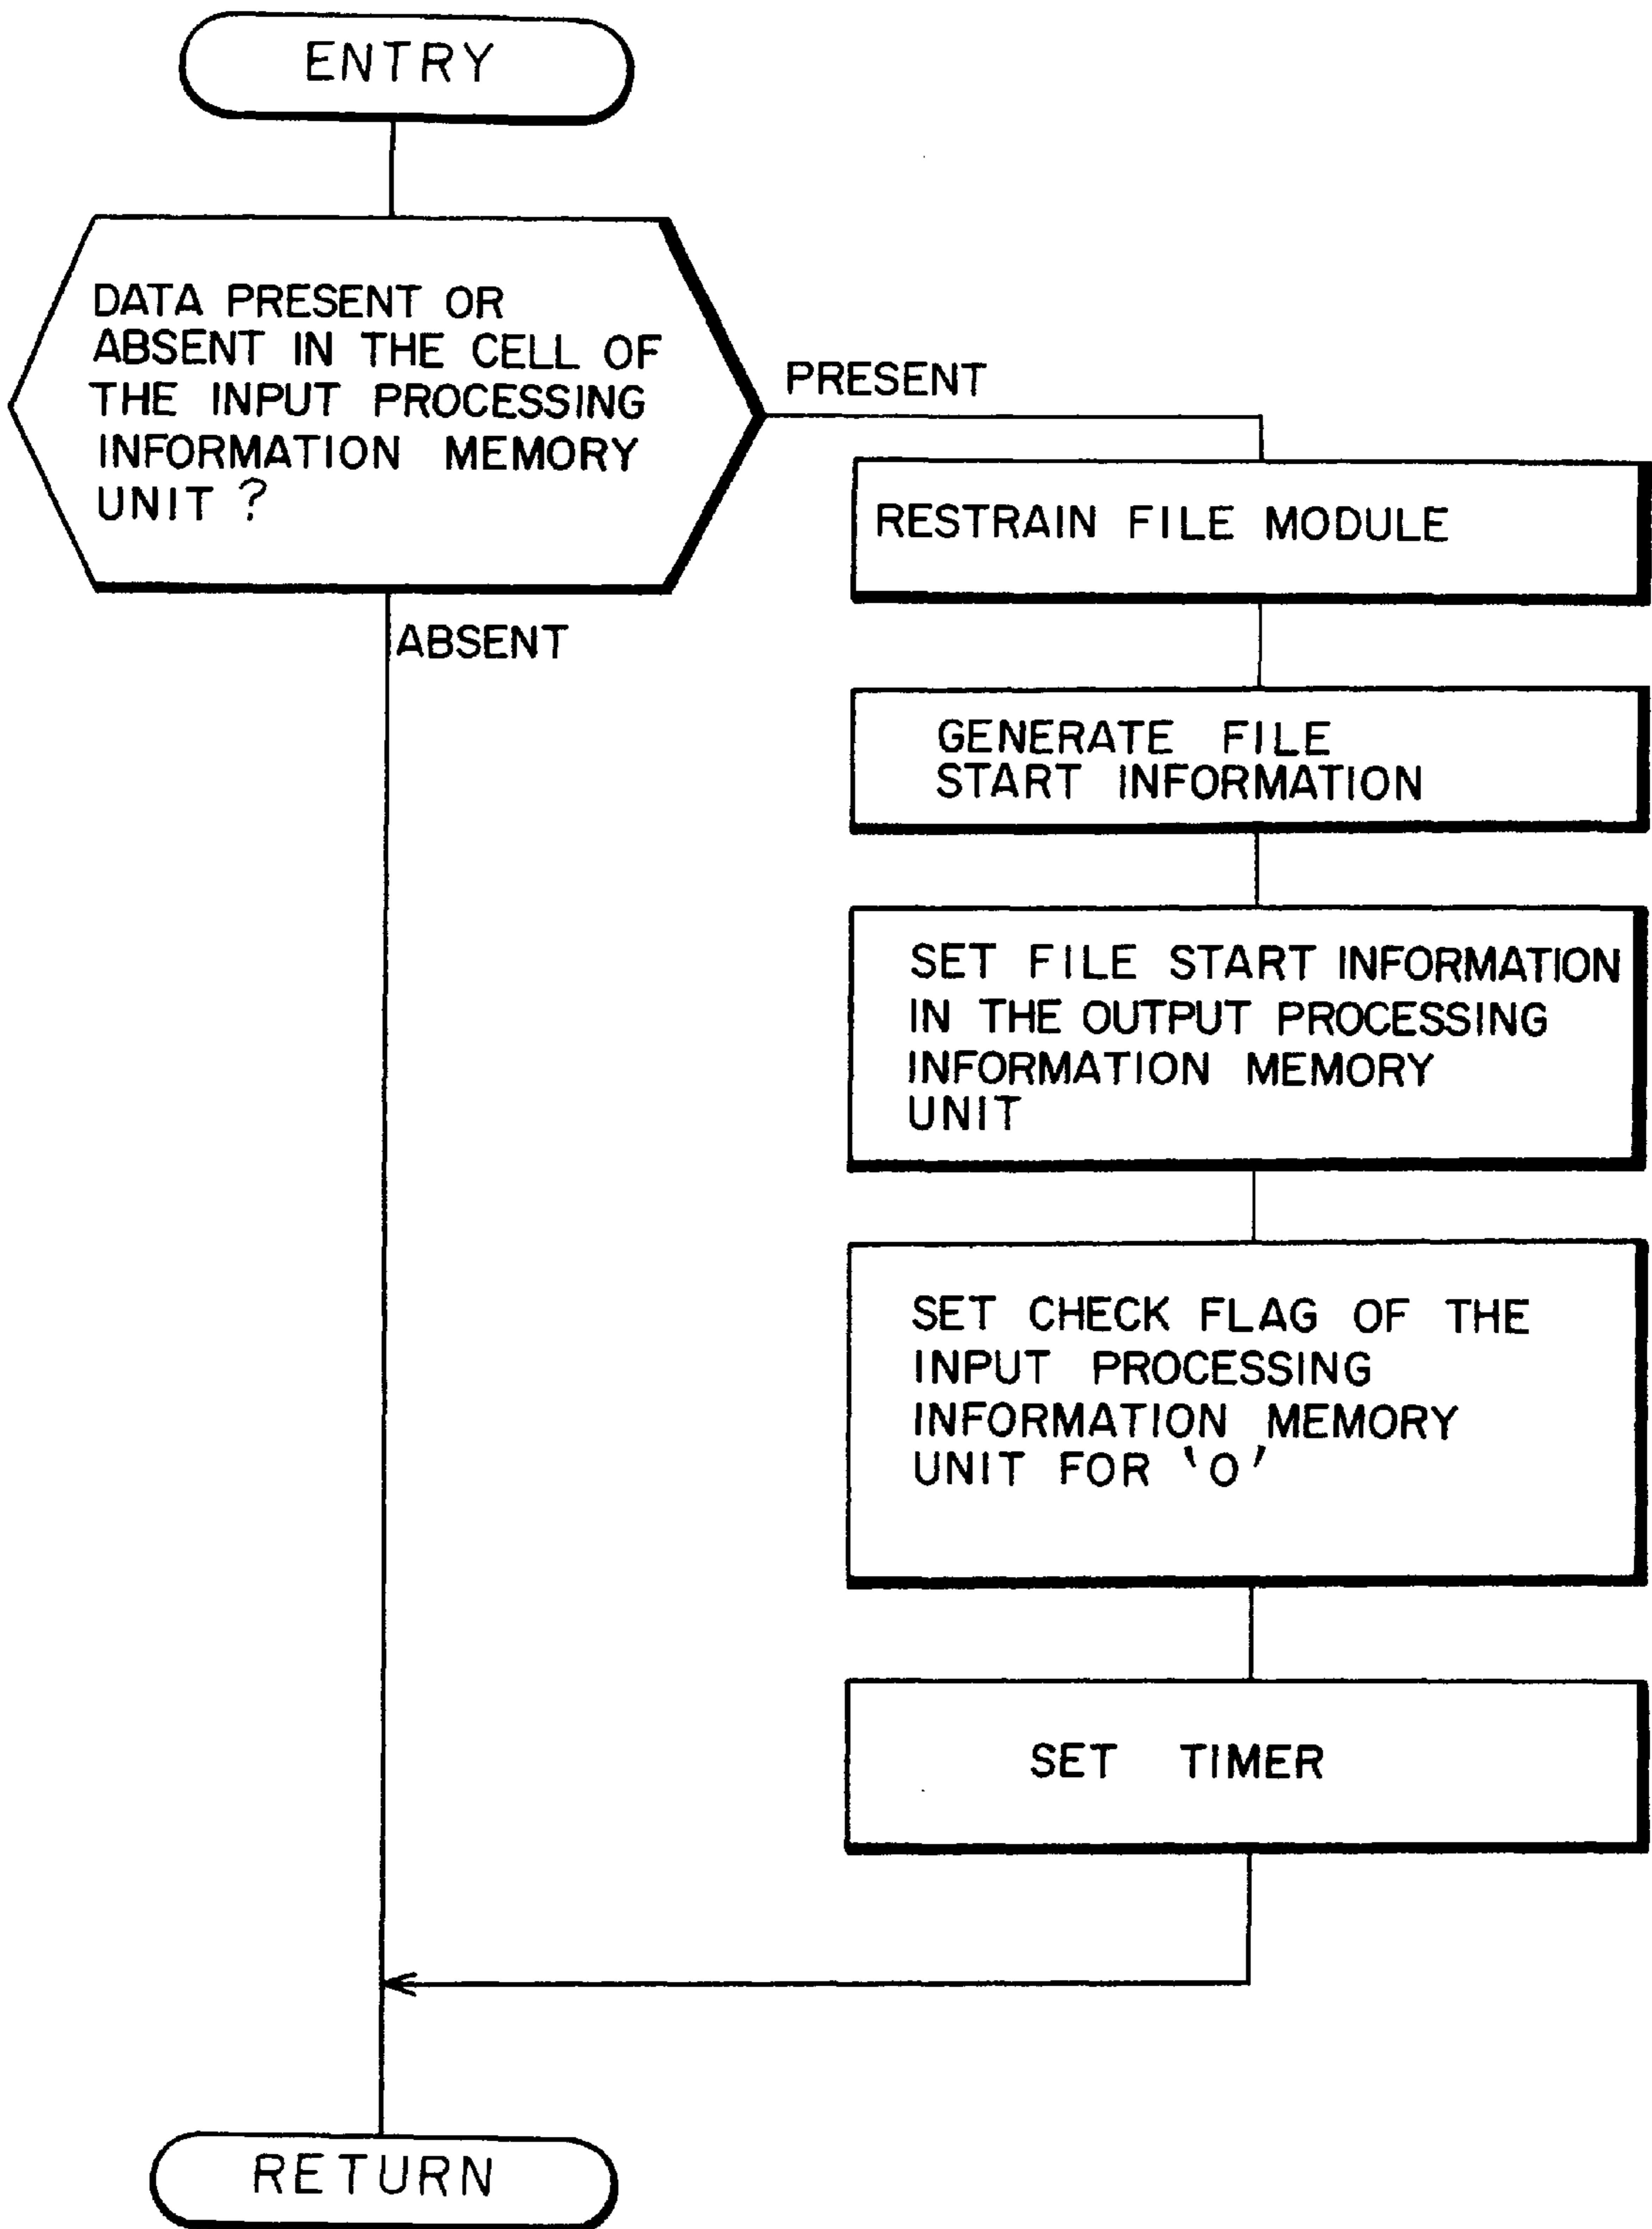 ENTRY
DATA PRESENT OR
ABSENT IN THE CELL OF
THE INPUT PROCESSING
INFORMATION MEMORY
UNIT ?
PRESENT
ABSENT
RESTRAIN FILE MODULE
GENERATE FILE
START INFORMATION
SET FILE START INFORMATION
IN THE OUTPUT PROCESSING
INFORMATION MEMORY
UNIT
SET CHECK FLAG OF THE
INPUT PROCESSING
INFORMATION MEMORY
UNIT FOR '0'
SET TIMER
RETURN